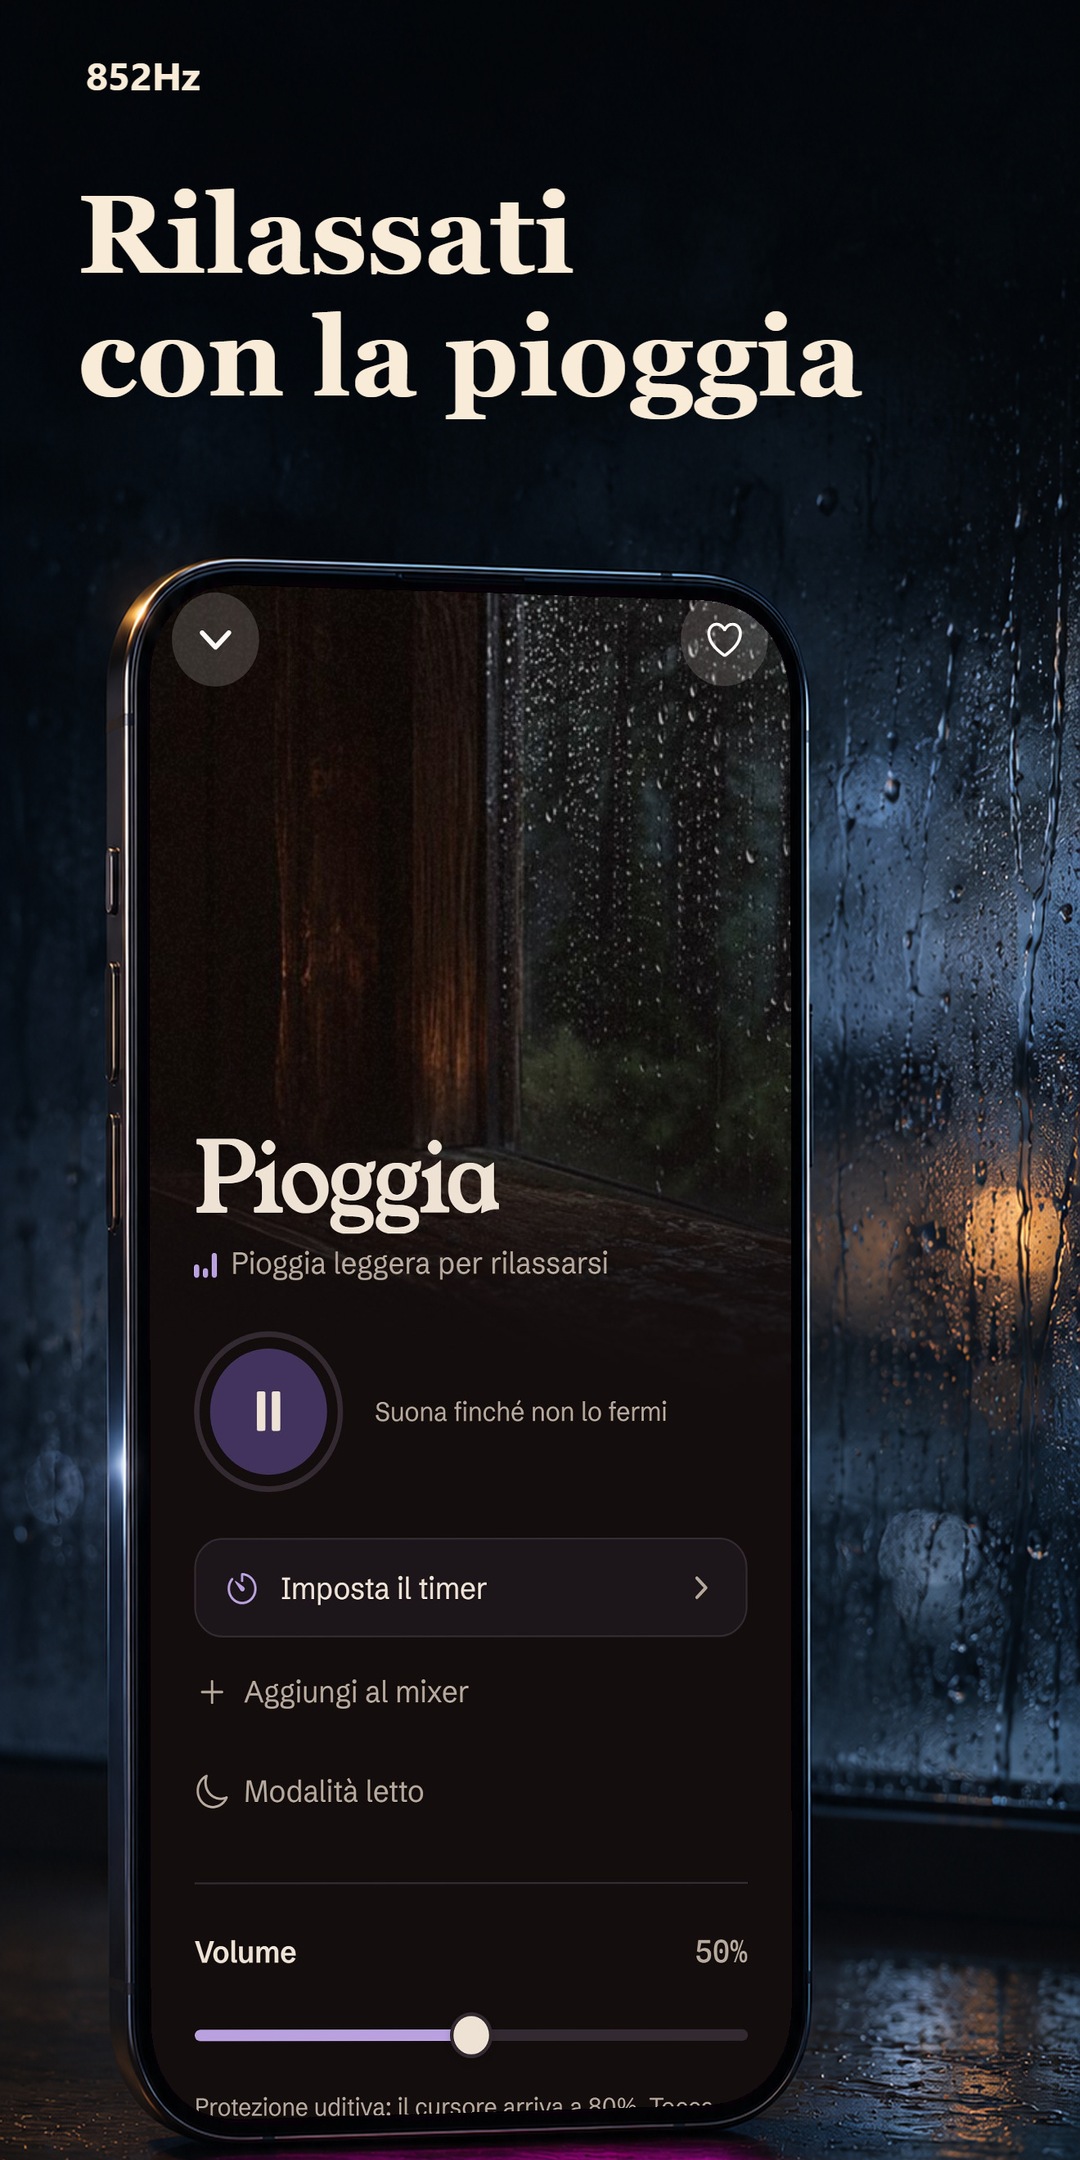 852Hz
Rilassati
con la pioggia
Pioggia
Pioggia leggera per rilassarsi
Suona finché non lo fermi
Imposta il timer
Aggiungi al mixer
Modalità letto
Volume 50%
Protezione uditiva: il cursore arriva a 80%.